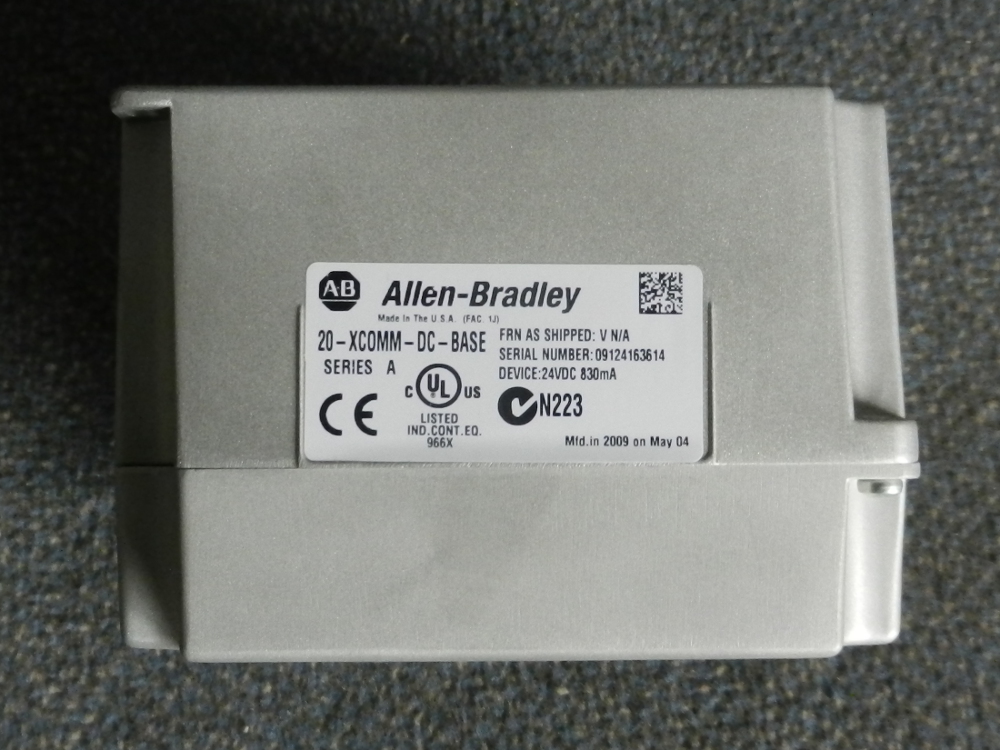 AB Allen-Bradley
Made In The U.S.A. (FAC. 1J)
20-XCOMM-DC-BASE
SERIES A
FRN AS SHIPPED: V N/A
SERIAL NUMBER:09124163614
DEVICE:24VDC 830mA
CE
C UL US
LISTED
IND.CONT.EQ.
966X
N223
Mfd.in 2009 on May 04